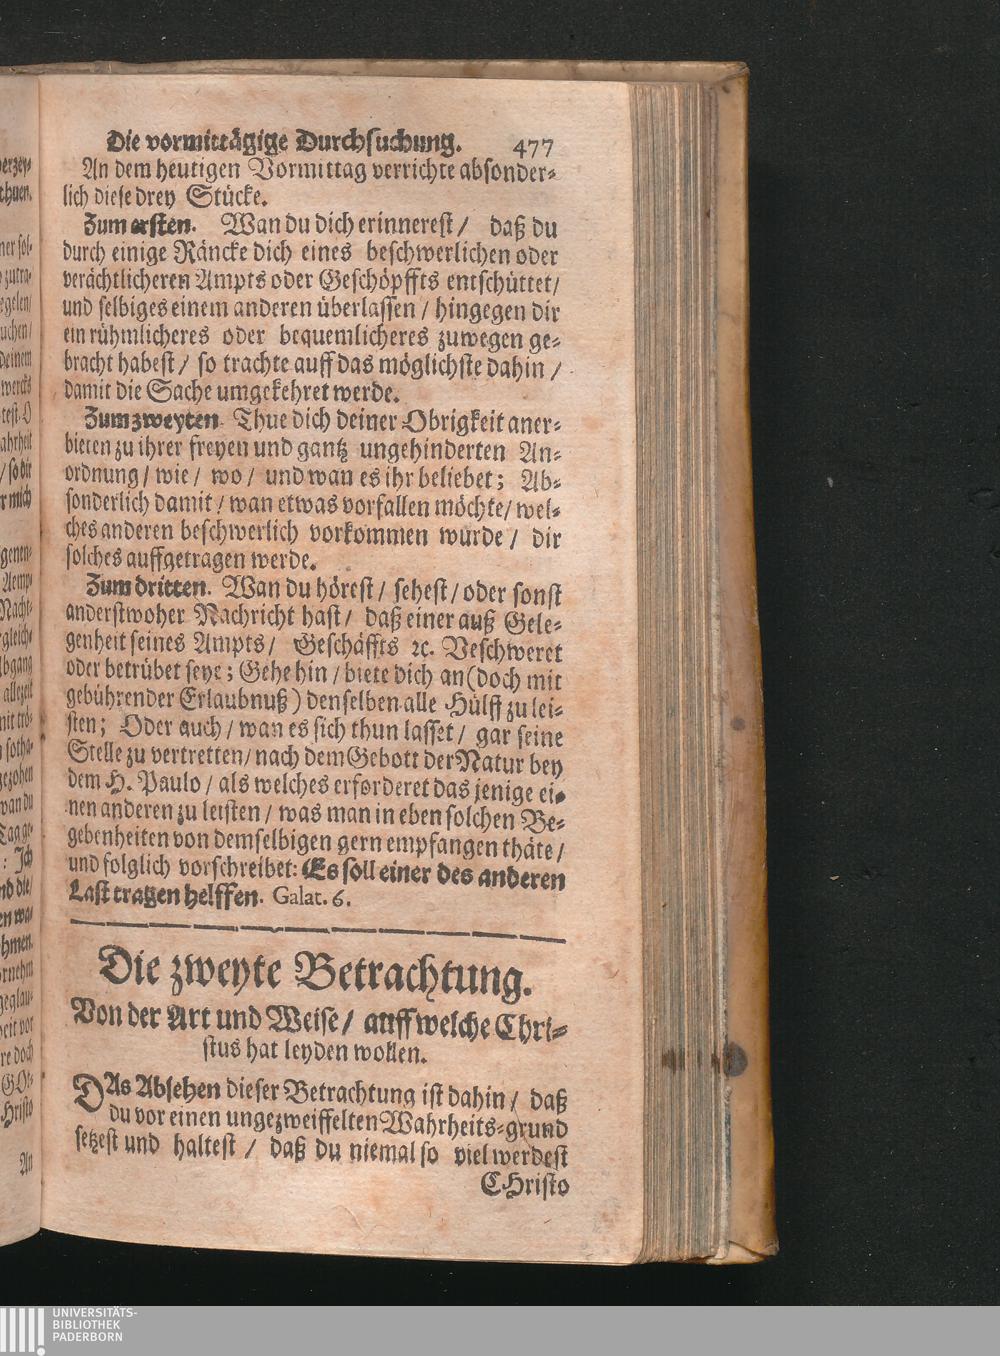 Die vormittägige Durchsuchung. 477
An dem heutigen Vormittag verrichte absonder-
lich diese drey Stücke.
Zum ersten. Wan du dich erinnerest / daß du
durch einige Räncke dich eines beschwerlichen oder
verächtlicheren Ampts oder Geschöpffts entschüttet /
und selbiges einem anderen überlassen / hingegen dir
ein rühmlicheres oder bequemlicheres zuwegen ge-
bracht habest / so trachte auff das möglichste dahin /
damit die Sache umgekehret werde.
Zum zweyten. Thue dich deiner Obrigkeit aner-
bieten zu ihrer freyen und gantz ungehinderten An-
ordnung / wie / wo / und wan es ihr beliebet; Ab-
sonderlich damit / wan etwas vorfallen möchte / wel-
ches anderen beschwerlich vorkommen wurde / dir
solches auffgetragen werde.
Zum dritten. Wan du hörest / sehest / oder sonst
anderstwoher Nachricht hast / daß einer auß Gele-
genheit seines Ampts / Geschäffts ꝛc. Beschweret
oder betrübet seye; Gehe hin / biete dich an (doch mit
gebührender Erlaubnuß) denselben alle Hülff zu lei-
sten; Oder auch / wan es sich thun lasset / gar seine
Stelle zu vertretten / nach dem Gebott der Natur bey
dem H. Paulo / als welches erforderet das jenige ei-
nen anderen zu leisten / was man in eben solchen Be-
gebenheiten von demselbigen gern empfangen thäte /
und folglich vorschreibet: Es soll einer des anderen
Last tragen helffen. Galat. 6.
Die zweyte Betrachtung.
Von der Art und Weise / auff welche Chri-
stus hat leyden wollen.
DAs Absehen dieser Betrachtung ist dahin / daß
du vor einen ungezweiffelten Wahrheits-grund
setzest und haltest / daß du niemal so viel werdest
CHristo
UNIVERSITÄTS-
BIBLIOTHEK
PADERBORN